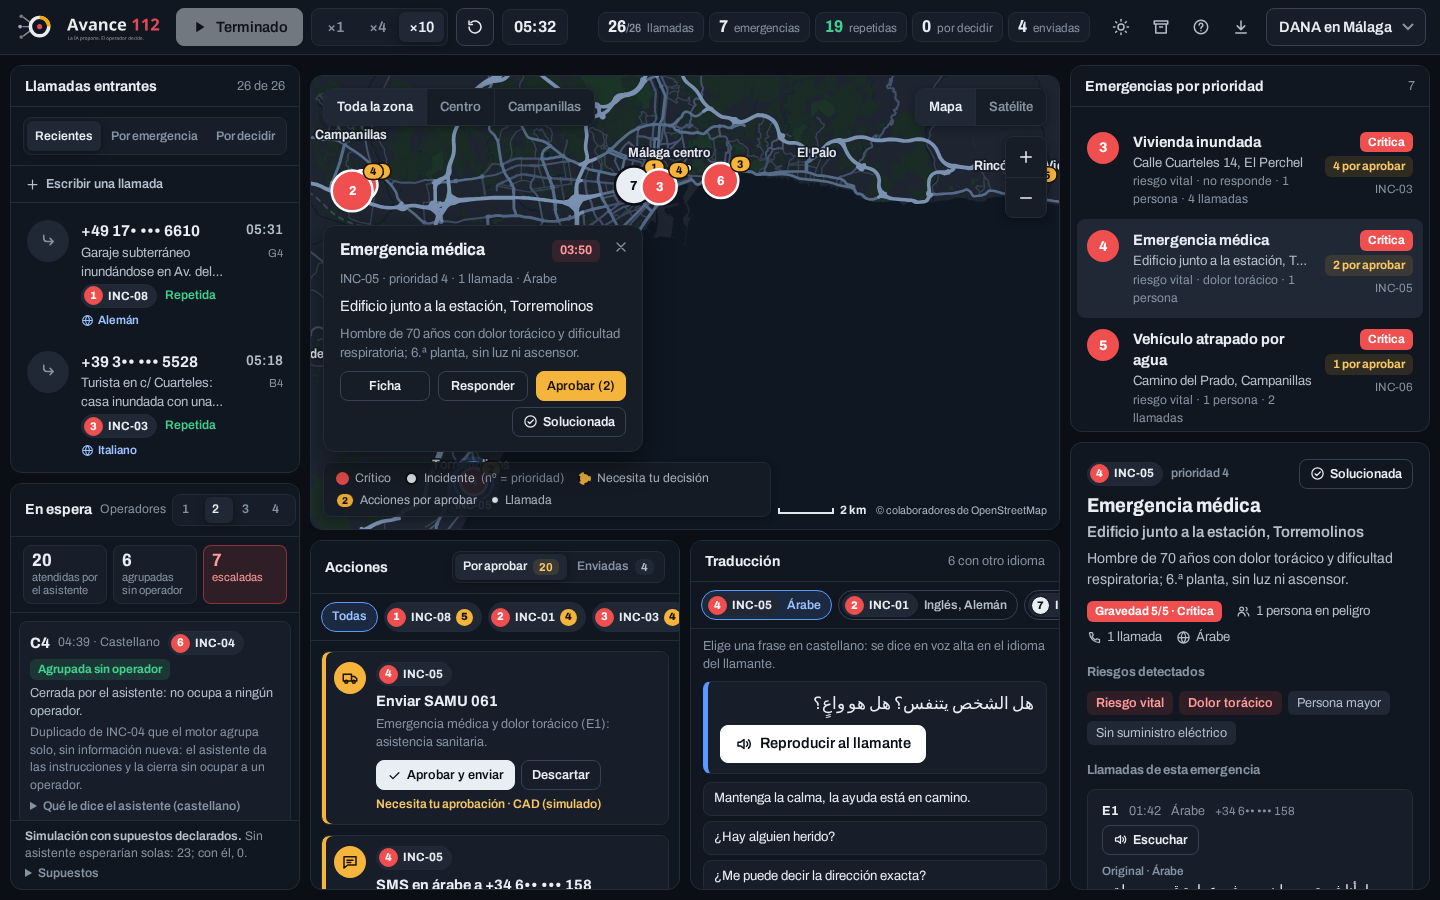 Avance 112
La IA propone. El operador decide.
Terminado
×1 ×4 ×10
05:32
26/26 llamadas
7 emergencias
19 repetidas
0 por decidir
4 enviadas
DANA en Málaga
Llamadas entrantes
26 de 26
Recientes Por emergencia Por decidir
Escribir una llamada
+49 17• ••• 6610
05:31
Garaje subterráneo
G4
inundándose en Av. del...
1 INC-08 Repetida
Alemán
+39 3•• ••• 5528
05:18
Turista en c/ Cuarteles:
B4
casa inundada con una...
3 INC-03 Repetida
Italiano
En espera
Operadores 1 2 3 4
20
atendidas por
el asistente
6
agrupadas
sin operador
7
escaladas
C4 04:39 · Castellano 6 INC-04
Agrupada sin operador
Cerrada por el asistente: no ocupa a ningún
operador.
Duplicado de INC-04 que el motor agrupa
solo, sin información nueva: el asistente da
las instrucciones y la cierra sin ocupar a un
operador.
Qué le dice el asistente (castellano)
Simulación con supuestos declarados. Sin
asistente esperarían solas: 23; con él, 0.
Supuestos
Toda la zona Centro Campanillas
Mapa Satélite
Campanillas
Málaga centro
El Palo
Rincó
2 4
7 3 4
6 3
+
−
Emergencia médica
03:50
INC-05 · prioridad 4 · 1 llamada · Árabe
Edificio junto a la estación, Torremolinos
Hombre de 70 años con dolor torácico y dificultad
respiratoria; 6.ª planta, sin luz ni ascensor.
Ficha Responder Aprobar (2)
Solucionada
Crítico Incidente (nº = prioridad) Necesita tu decisión
2 Acciones por aprobar Llamada
2 km
© colaboradores de OpenStreetMap
Acciones
Por aprobar 20 Enviadas 4
Todas 1 INC-08 5 2 INC-01 4 3 INC-03 4
4 INC-05
Enviar SAMU 061
Emergencia médica y dolor torácico (E1):
asistencia sanitaria.
Aprobar y enviar Descartar
Necesita tu aprobación · CAD (simulado)
4 INC-05
SMS en árabe a +34 6•• ••• 158
Traducción
6 con otro idioma
4 INC-05 Árabe 2 INC-01 Inglés, Alemán 7
Elige una frase en castellano: se dice en voz alta en el idioma
del llamante.
هل الشخص يتنفس؟ هل هو واعٍ؟
Reproducir al llamante
Mantenga la calma, la ayuda está en camino.
¿Hay alguien herido?
¿Me puede decir la dirección exacta?
Emergencias por prioridad
7
3 Vivienda inundada
Crítica
Calle Cuarteles 14, El Perchel
4 por aprobar
riesgo vital · no responde · 1
INC-03
persona · 4 llamadas
4 Emergencia médica
Crítica
Edificio junto a la estación, T...
2 por aprobar
riesgo vital · dolor torácico · 1
INC-05
persona
5 Vehículo atrapado por
Crítica
agua
1 por aprobar
Camino del Prado, Campanillas
INC-06
riesgo vital · 1 persona · 2
llamadas
4 INC-05 prioridad 4
Solucionada
Emergencia médica
Edificio junto a la estación, Torremolinos
Hombre de 70 años con dolor torácico y dificultad
respiratoria; 6.ª planta, sin luz ni ascensor.
Gravedad 5/5 · Crítica 1 persona en peligro
1 llamada Árabe
Riesgos detectados
Riesgo vital Dolor torácico Persona mayor
Sin suministro eléctrico
Llamadas de esta emergencia
E1 01:42 Árabe +34 6•• ••• 158
Escuchar
Original · Árabe